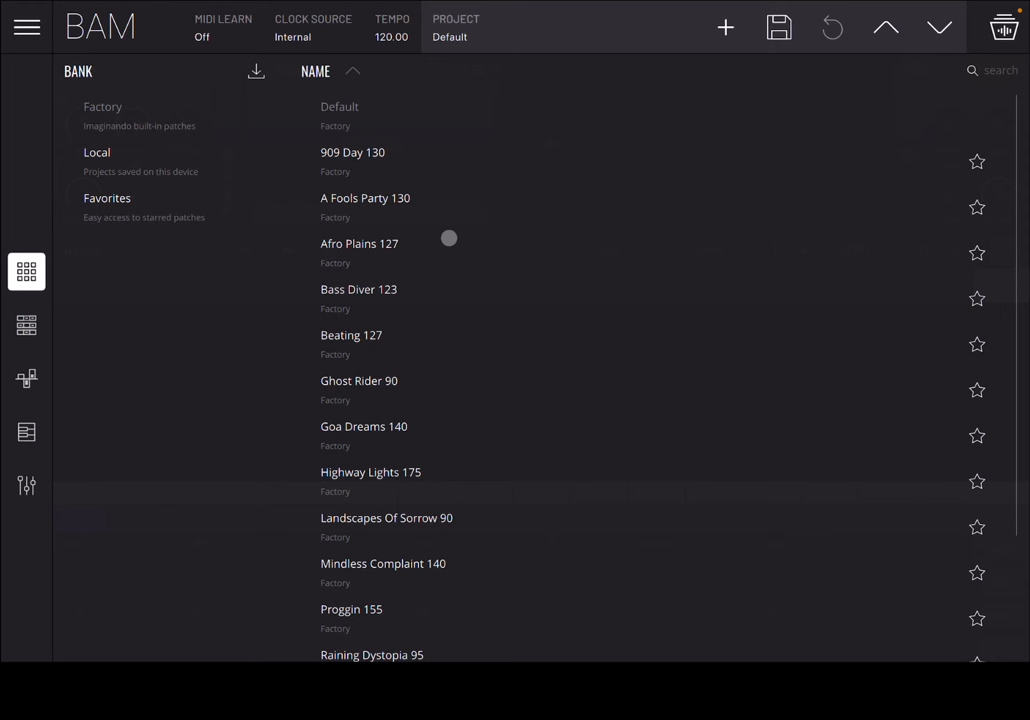 BAM
MIDI LEARN
Off
CLOCK SOURCE
Internal
TEMPO
120.00
PROJECT
Default
BANK
NAME
search
Factory
Imaginando built-in patches
Local
Projects saved on this device
Favorites
Easy access to starred patches
Default
Factory
909 Day 130
Factory
A Fools Party 130
Factory
Afro Plains 127
Factory
Bass Diver 123
Factory
Beating 127
Factory
Ghost Rider 90
Factory
Goa Dreams 140
Factory
Highway Lights 175
Factory
Landscapes Of Sorrow 90
Factory
Mindless Complaint 140
Factory
Proggin 155
Factory
Raining Dystopia 95